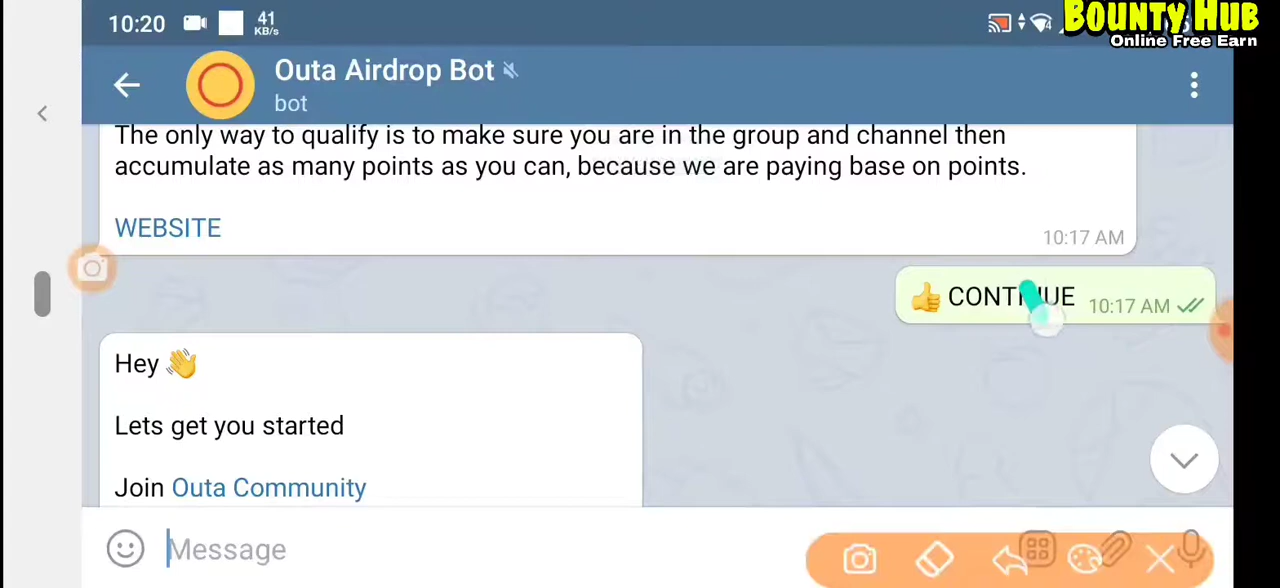 10:20 41 KB/s
BOUNTY HUB
Online Free Earn
Outa Airdrop Bot
bot
The only way to qualify is to make sure you are in the group and channel then
accumulate as many points as you can, because we are paying base on points.
WEBSITE
10:17 AM
👍 CONTINUE 10:17 AM
Hey 👋
Lets get you started
Join Outa Community
Message